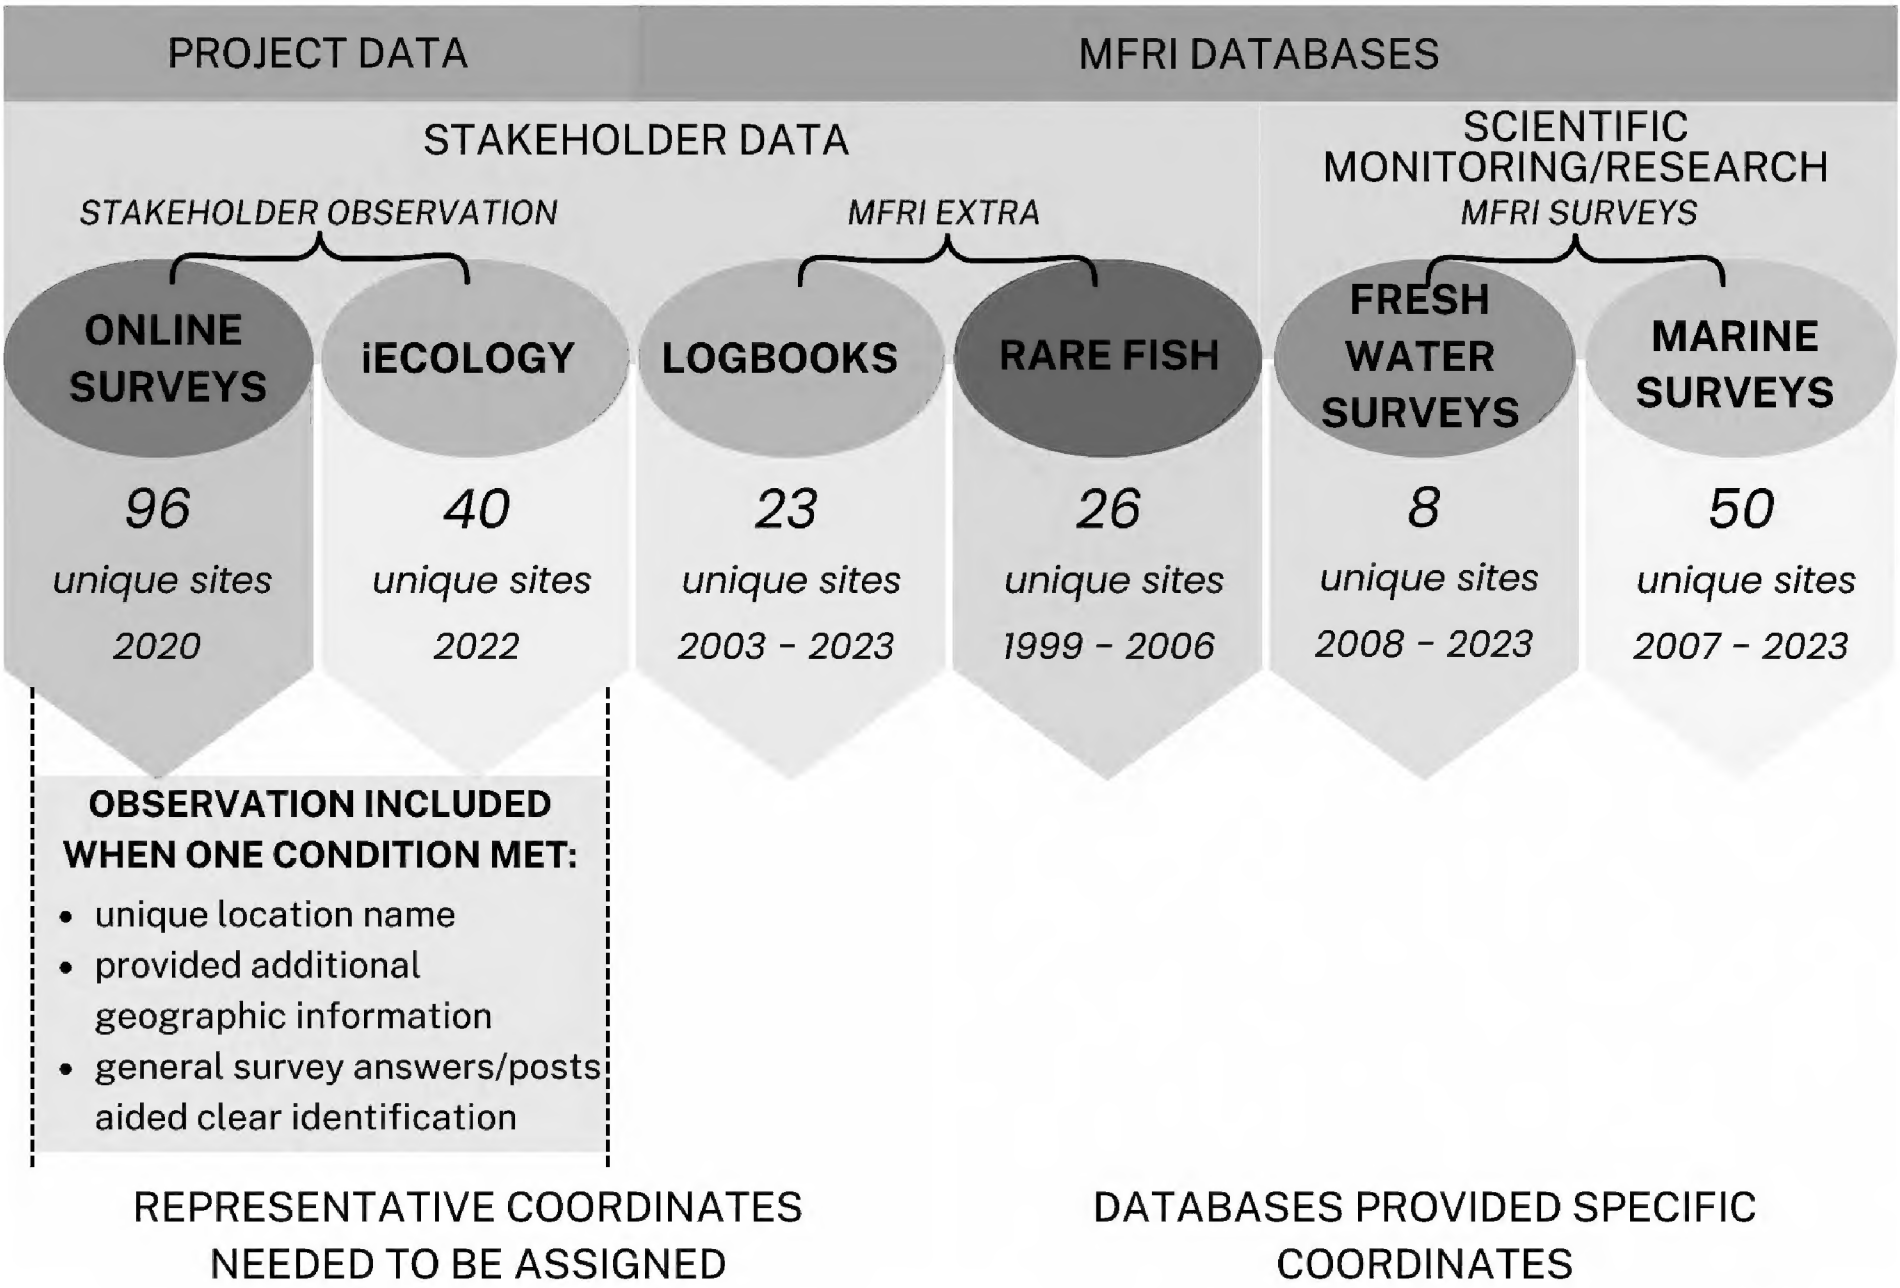 PROJECT DATA
MFRI DATABASES
STAKEHOLDER DATA
SCIENTIFIC
MONITORING/RESEARCH
STAKEHOLDER OBSERVATION
MFRI EXTRA
MFRI SURVEYS
ONLINE
SURVEYS
iECOLOGY
LOGBOOKS
RARE FISH
FRESH
WATER
SURVEYS
MARINE
SURVEYS
96
unique sites
2020
40
unique sites
2022
23
unique sites
2003 - 2023
26
unique sites
1999 - 2006
8
unique sites
2008 - 2023
50
unique sites
2007 - 2023
OBSERVATION INCLUDED
WHEN ONE CONDITION MET:
• unique location name
• provided additional
geographic information
• general survey answers/posts
aided clear identification
REPRESENTATIVE COORDINATES
NEEDED TO BE ASSIGNED
DATABASES PROVIDED SPECIFIC
COORDINATES